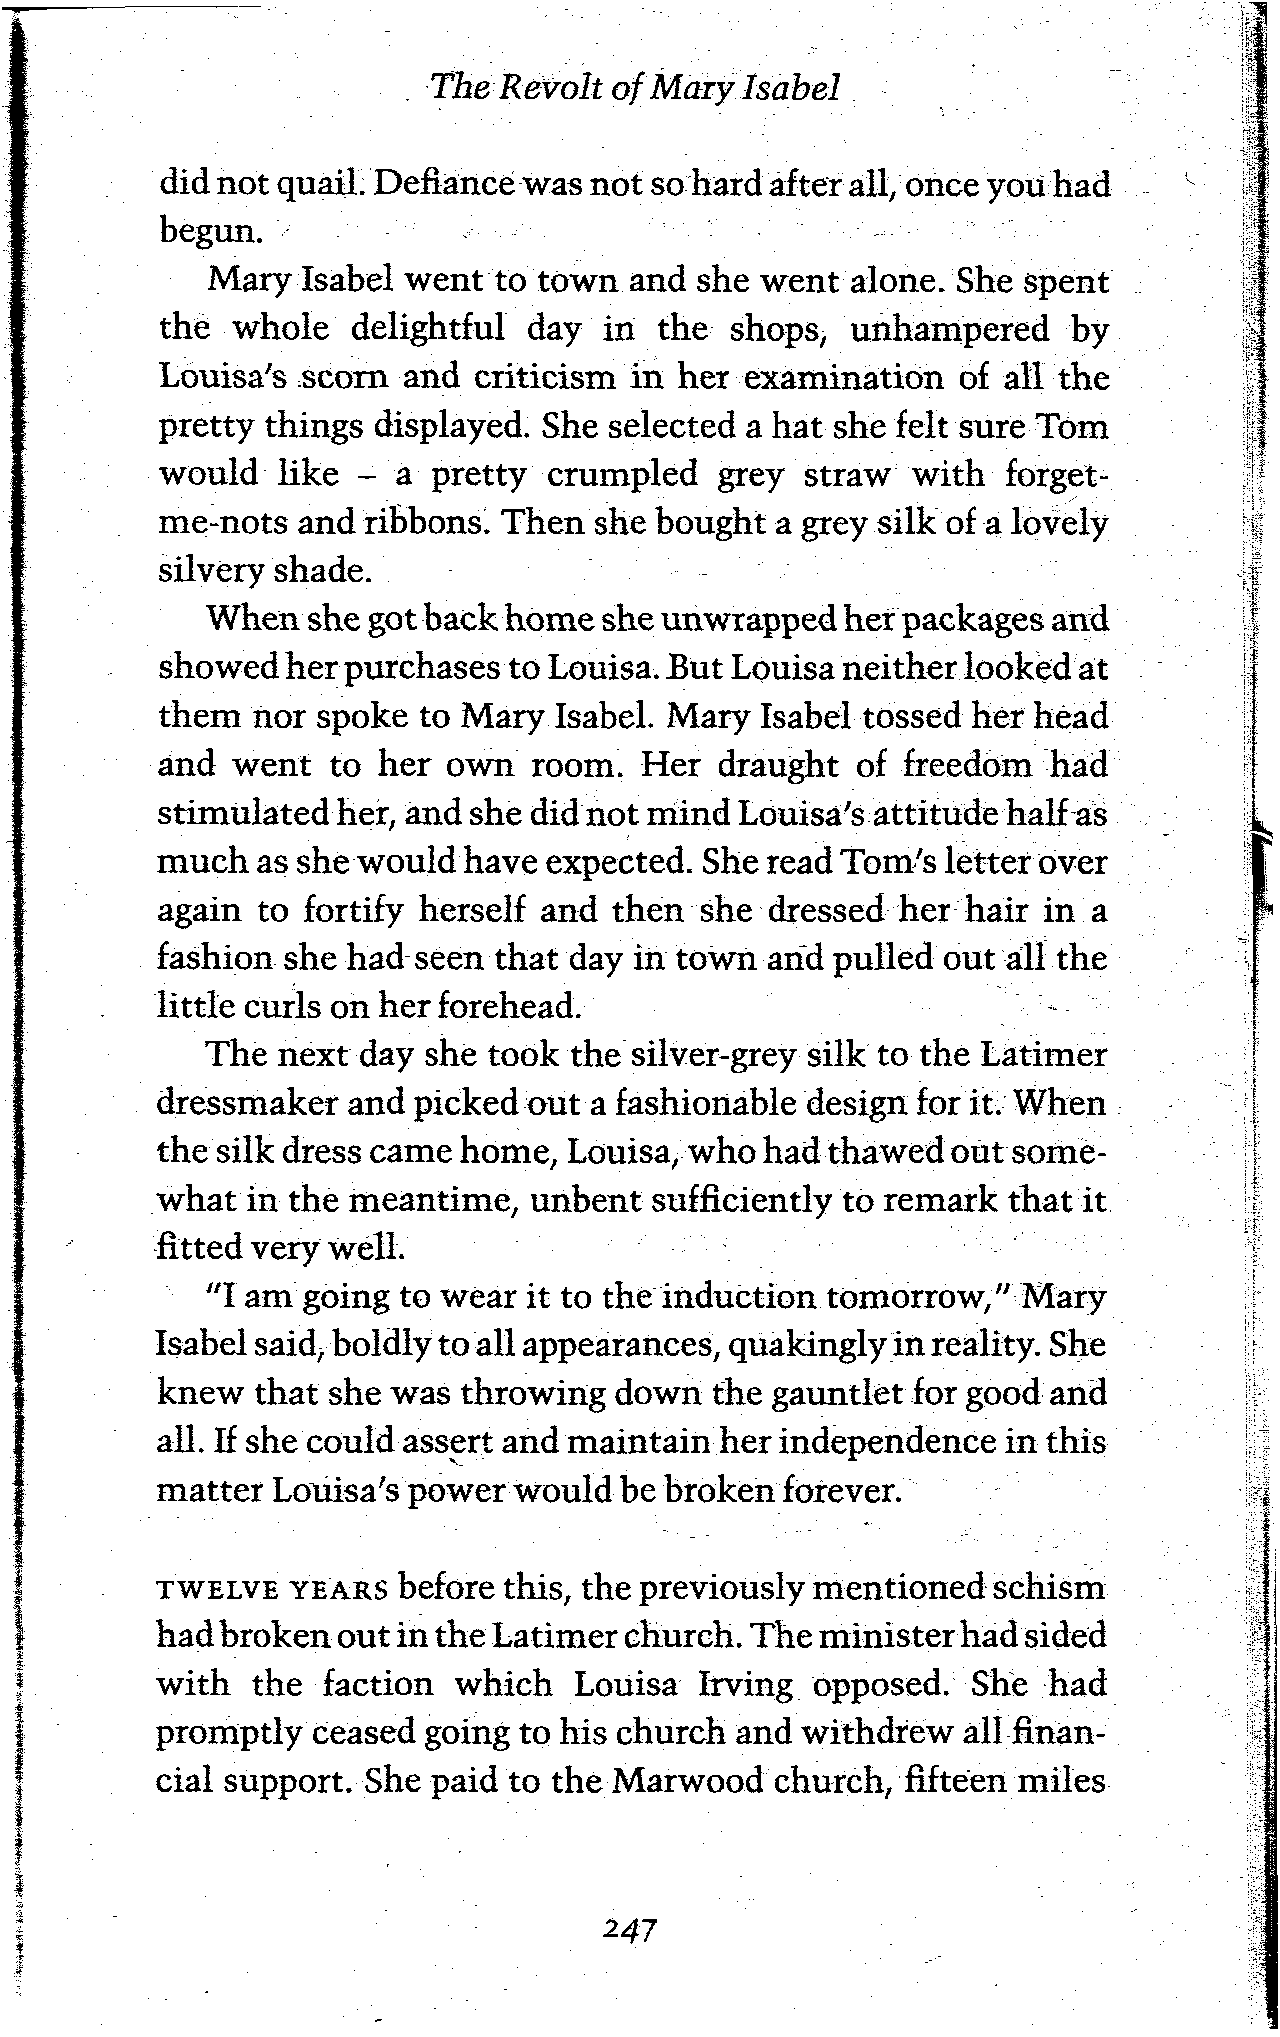 The Revolt of Mary Isabel
did not quail. Defiance was not so hard after all, once you had
begun.
Mary Isabel went to town and she went alone. She spent
the whole delightful day in the shops, unhampered by
Louisa's scorn and criticism in her examination of all the
pretty things displayed. She selected a hat she felt sure Tom
would like – a pretty crumpled grey straw with forget-
me-nots and ribbons. Then she bought a grey silk of a lovely
silvery shade.
When she got back home she unwrapped her packages and
showed her purchases to Louisa. But Louisa neither looked at
them nor spoke to Mary Isabel. Mary Isabel tossed her head
and went to her own room. Her draught of freedom had
stimulated her, and she did not mind Louisa's attitude half as
much as she would have expected. She read Tom's letter over
again to fortify herself and then she dressed her hair in a
fashion she had seen that day in town and pulled out all the
little curls on her forehead.
The next day she took the silver-grey silk to the Latimer
dressmaker and picked out a fashionable design for it. When
the silk dress came home, Louisa, who had thawed out some-
what in the meantime, unbent sufficiently to remark that it
fitted very well.
"I am going to wear it to the induction tomorrow," Mary
Isabel said, boldly to all appearances, quakingly in reality. She
knew that she was throwing down the gauntlet for good and
all. If she could assert and maintain her independence in this
matter Louisa's power would be broken forever.
TWELVE YEARS before this, the previously mentioned schism
had broken out in the Latimer church. The minister had sided
with the faction which Louisa Irving opposed. She had
promptly ceased going to his church and withdrew all finan-
cial support. She paid to the Marwood church, fifteen miles
247